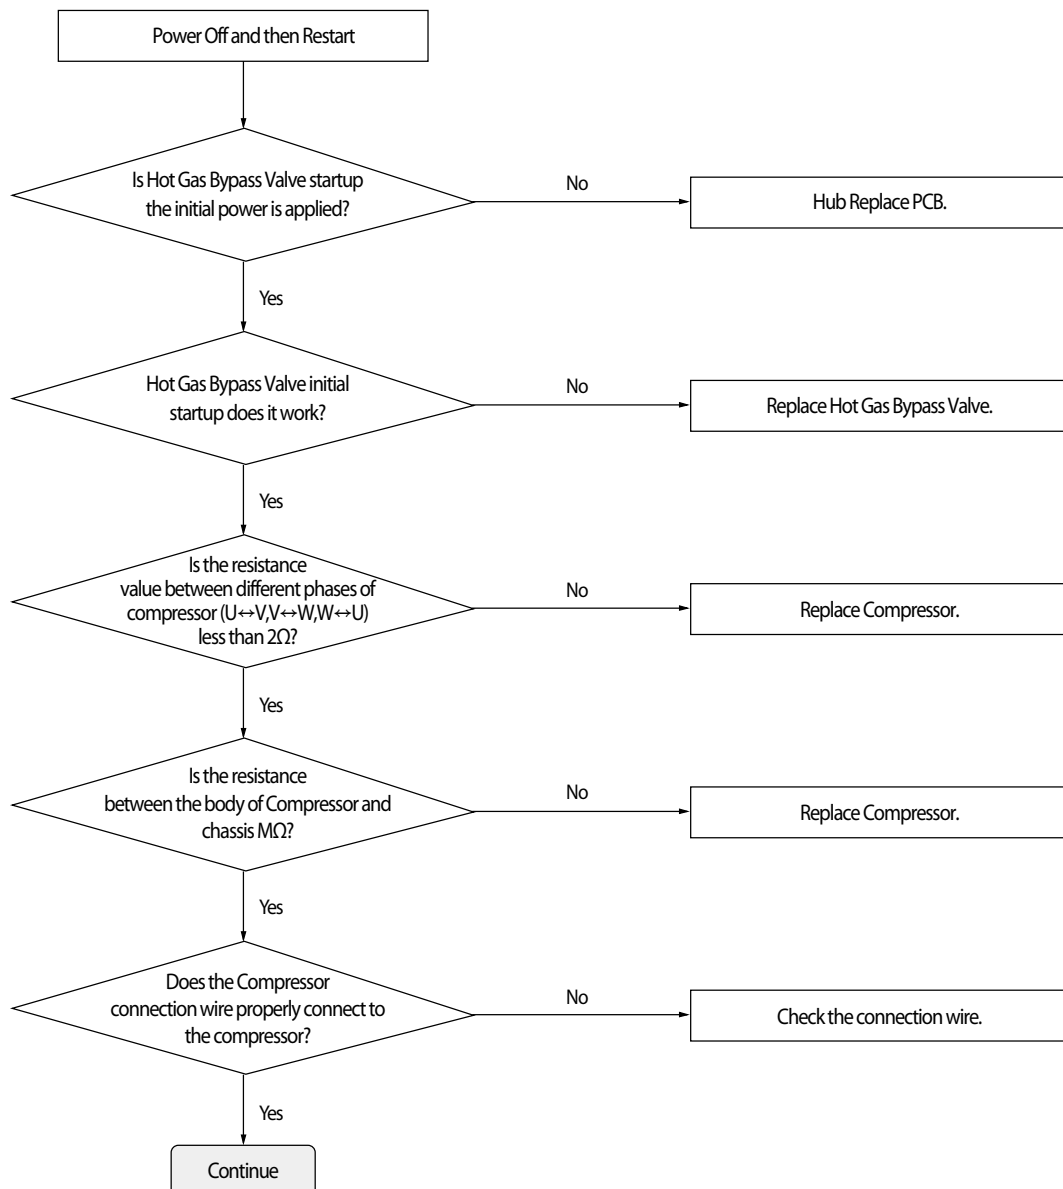 Power Off and then Restart
Is Hot Gas Bypass Valve startup
the initial power is applied?
No
Hub Replace PCB.
Yes
Hot Gas Bypass Valve initial
startup does it work?
No
Replace Hot Gas Bypass Valve.
Yes
Is the resistance
value between different phases of
compressor (U↔V,V↔W,W↔U)
less than 2Ω?
No
Replace Compressor.
Yes
Is the resistance
between the body of Compressor and
chassis MΩ?
No
Replace Compressor.
Yes
Does the Compressor
connection wire properly connect to
the compressor?
No
Check the connection wire.
Yes
Continue